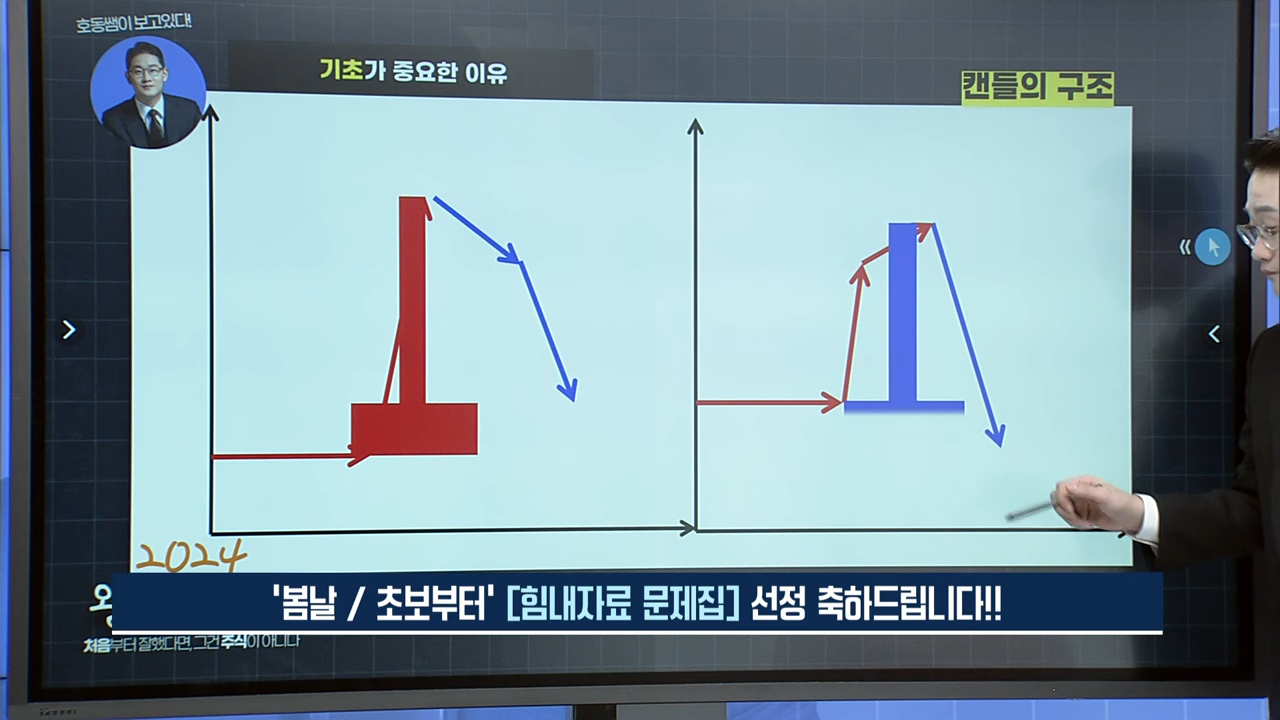 호동쌤이 보고있다!
기초가 중요한 이유
캔들의 구조
2024
'봄날 / 초보부터' [힘내자료 문제집] 선정 축하드립니다!!
처음부터 잘했다면, 그건 주식이 아니다